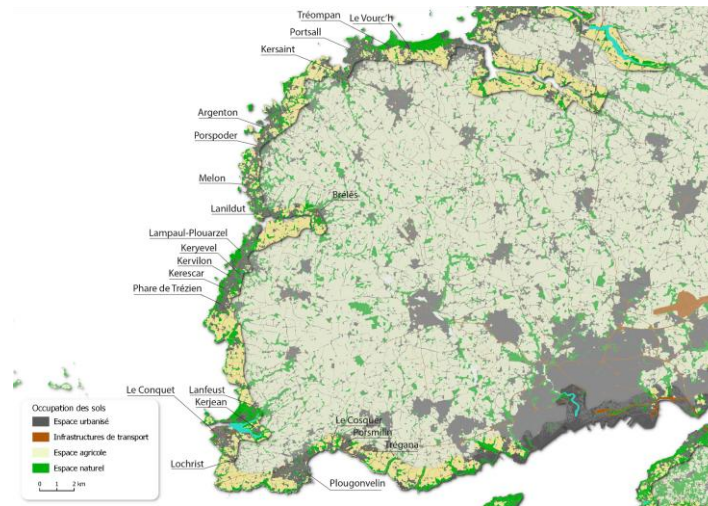 Tréompan
Le Vourc'h
Portsall
Kersaint
Argenton
Porspoder
Melon
Brélès
Lanildut
Lampaul-Plouarzel
Keryevel
Kervilon
Kerescar
Phare de Trézien
Le Conquet
Lanfeust
Kerjean
Le Cosquer
Porsmilin
Trégana
Lochrist
Plougonvelin
Occupation des sols
Espace urbanisé
Infrastructures de transport
Espace agricole
Espace naturel
0 1 2 km